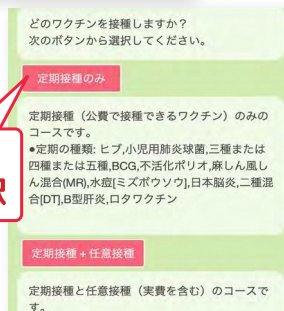 どのワクチンを接種しますか？
次のボタンから選択してください。
定期接種のみ
定期接種（公費で接種できるワクチン）のみの
コースです。
●定期の種類: ヒブ,小児用肺炎球菌,三種または
四種または五種,BCG,不活化ポリオ,麻しん風し
ん混合(MR),水痘[ミズボウソウ],日本脳炎,二種混
合[DT],B型肝炎,ロタワクチン
定期接種＋任意接種
定期接種と任意接種（実費を含む）のコースで
す。